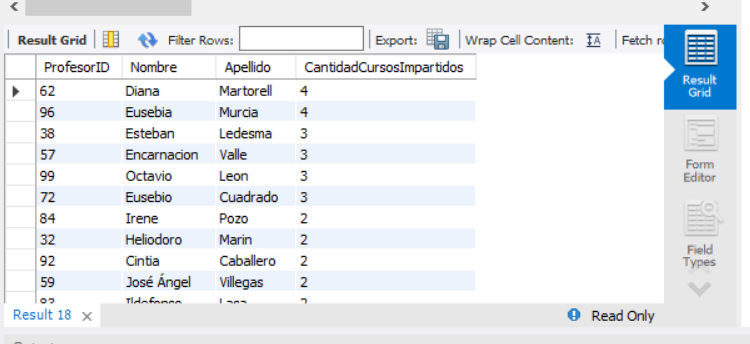 Result Grid Filter Rows: Export: Wrap Cell Content: Fetch
ProfesorID Nombre Apellido CantidadCursosImpartidos
62 Diana Martorell 4
96 Eusebia Murcia 4
38 Esteban Ledesma 3
57 Encarnacion Valle 3
99 Octavio Leon 3
72 Eusebio Cuadrado 3
84 Irene Pozo 2
32 Heliodoro Marin 2
92 Cintia Caballero 2
59 José Ángel Villegas 2
Result
Grid
Form
Editor
Field
Types
Result 18 Read Only